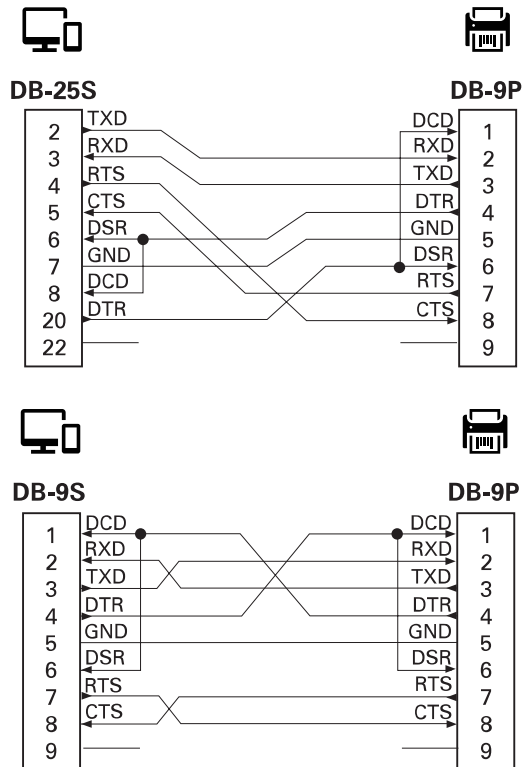 DB-25S DB-9P
TXD DCD
2 1
RXD RXD
3 2
RTS TXD
4 3
CTS DTR
5 4
DSR GND
6 5
GND DSR
7 6
DCD RTS
8 7
DTR CTS
20 8
22 9
DB-9S DB-9P
DCD DCD
1 1
RXD RXD
2 2
TXD TXD
3 3
DTR DTR
4 4
GND GND
5 5
DSR DSR
6 6
RTS RTS
7 7
CTS CTS
8 8
9 9